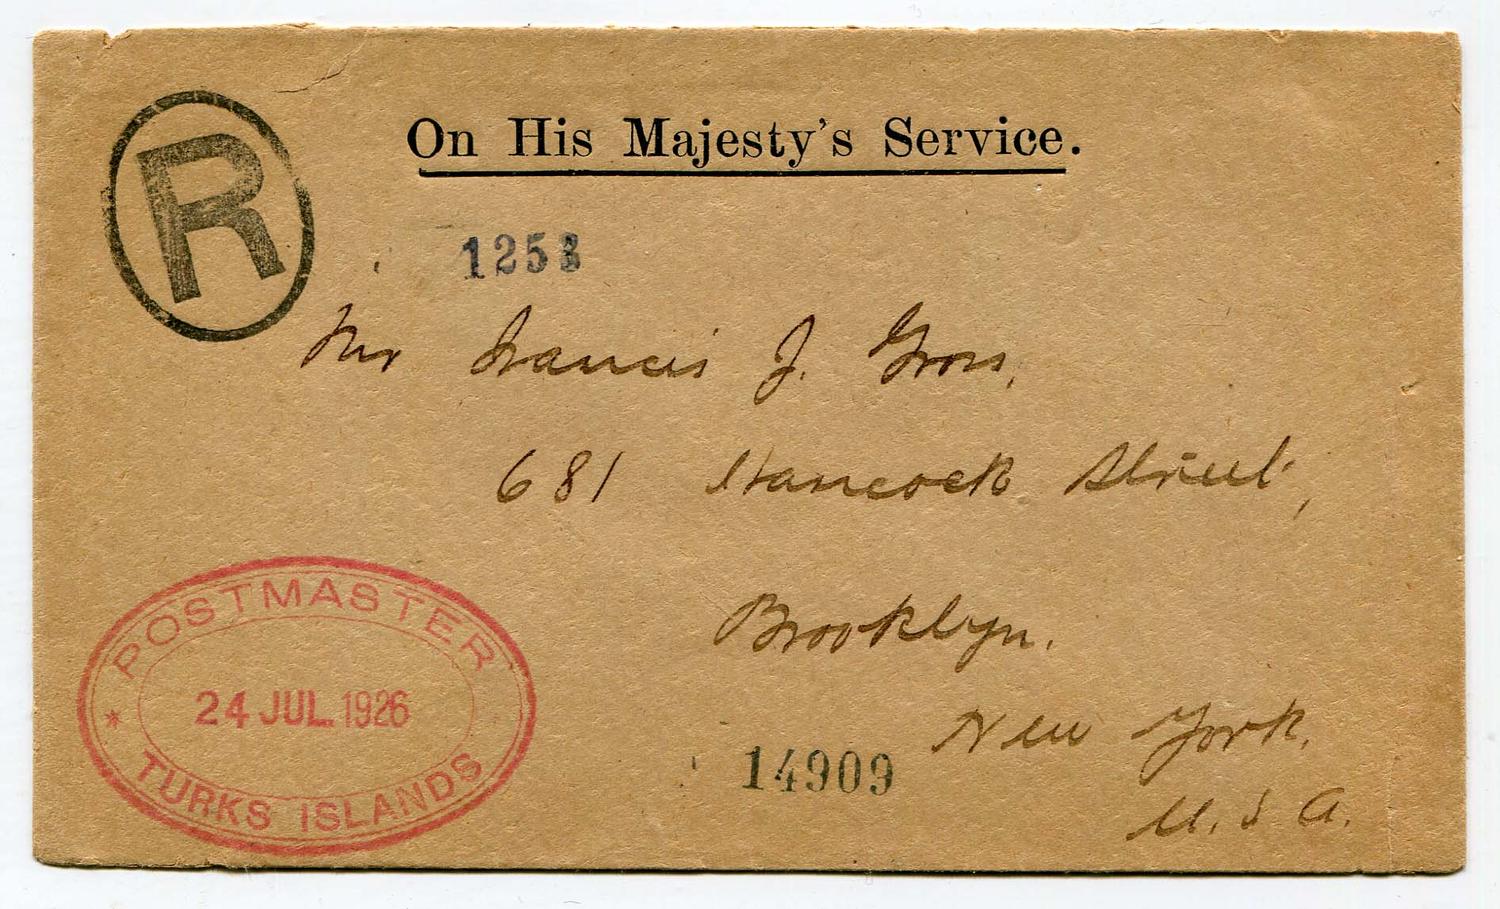 On His Majesty's Service.
R
Mr Francis J. Gross,
681 Hancock Street,
Brooklyn.
New York.
U. S. A.
POSTMASTER
24 JUL 1926
TURKS ISLANDS
14909